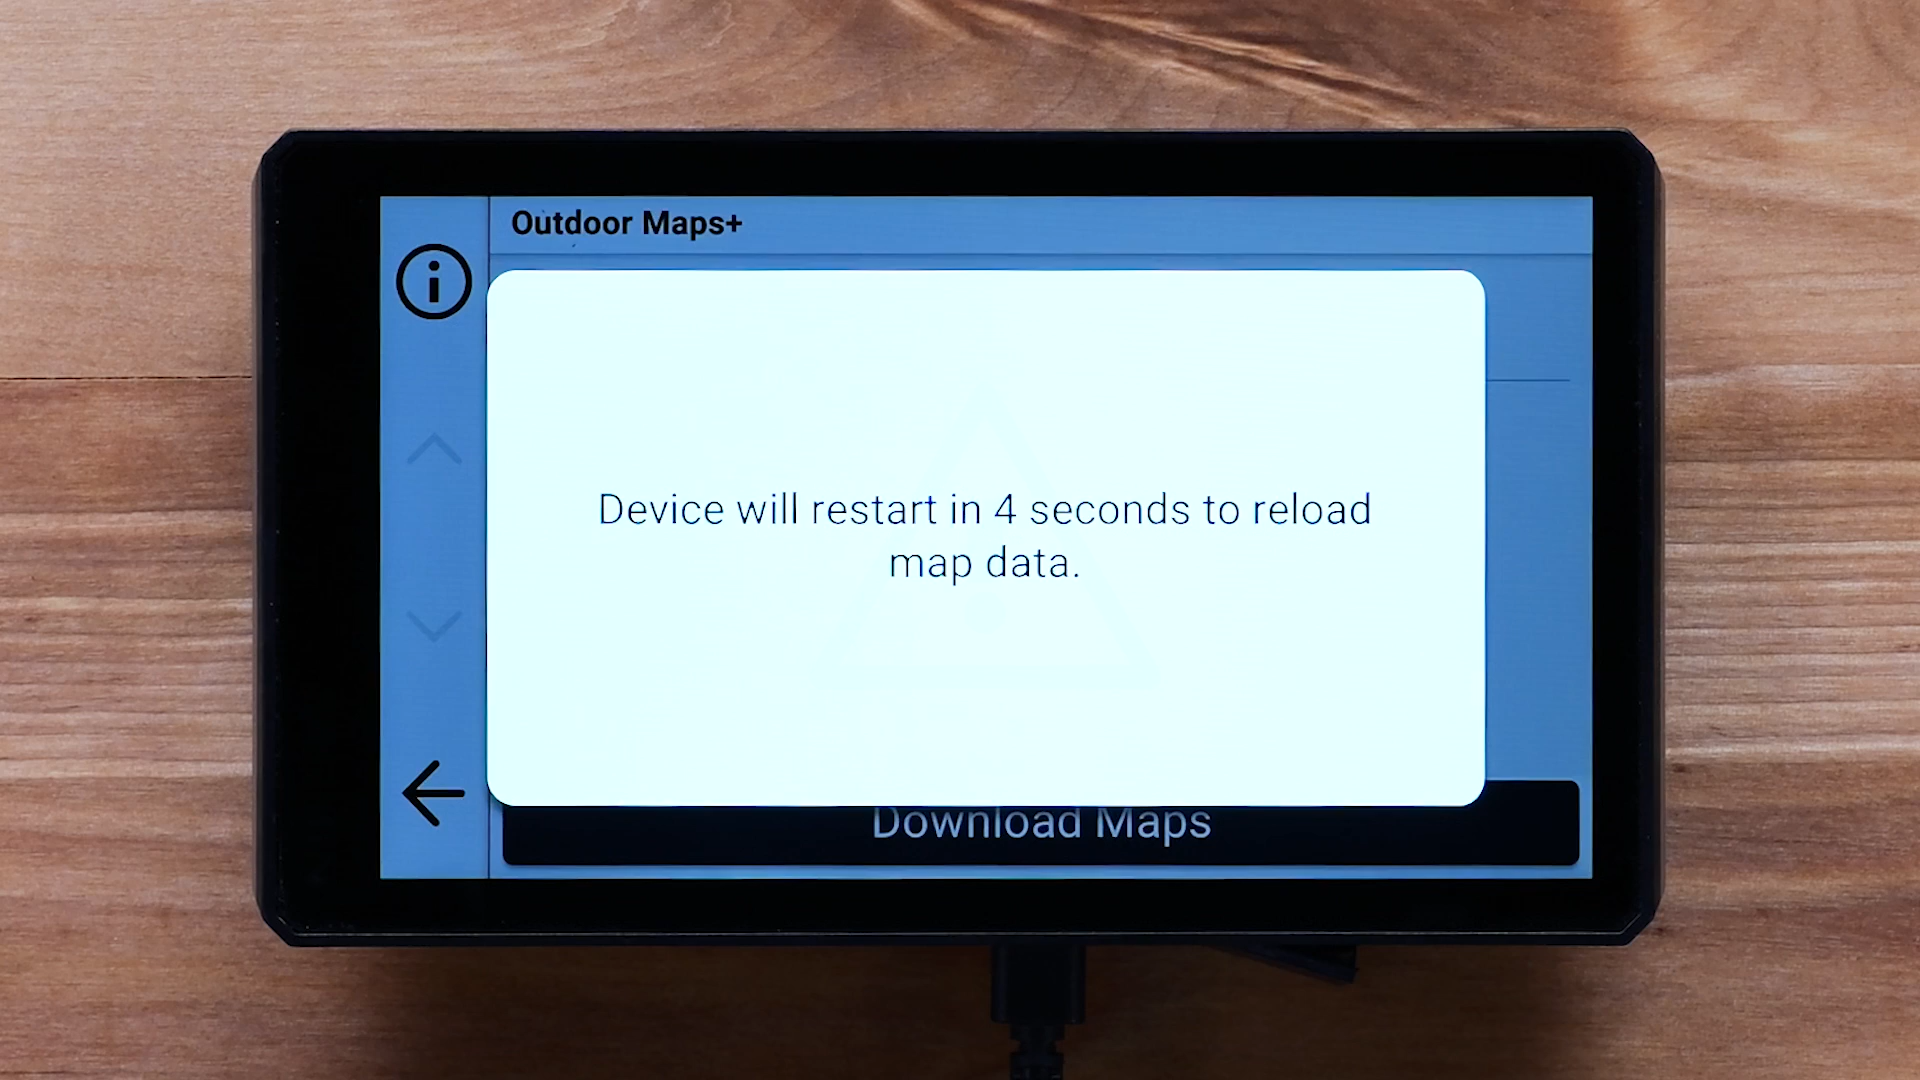 Outdoor Maps+
Device will restart in 4 seconds to reload
map data.
Download Maps